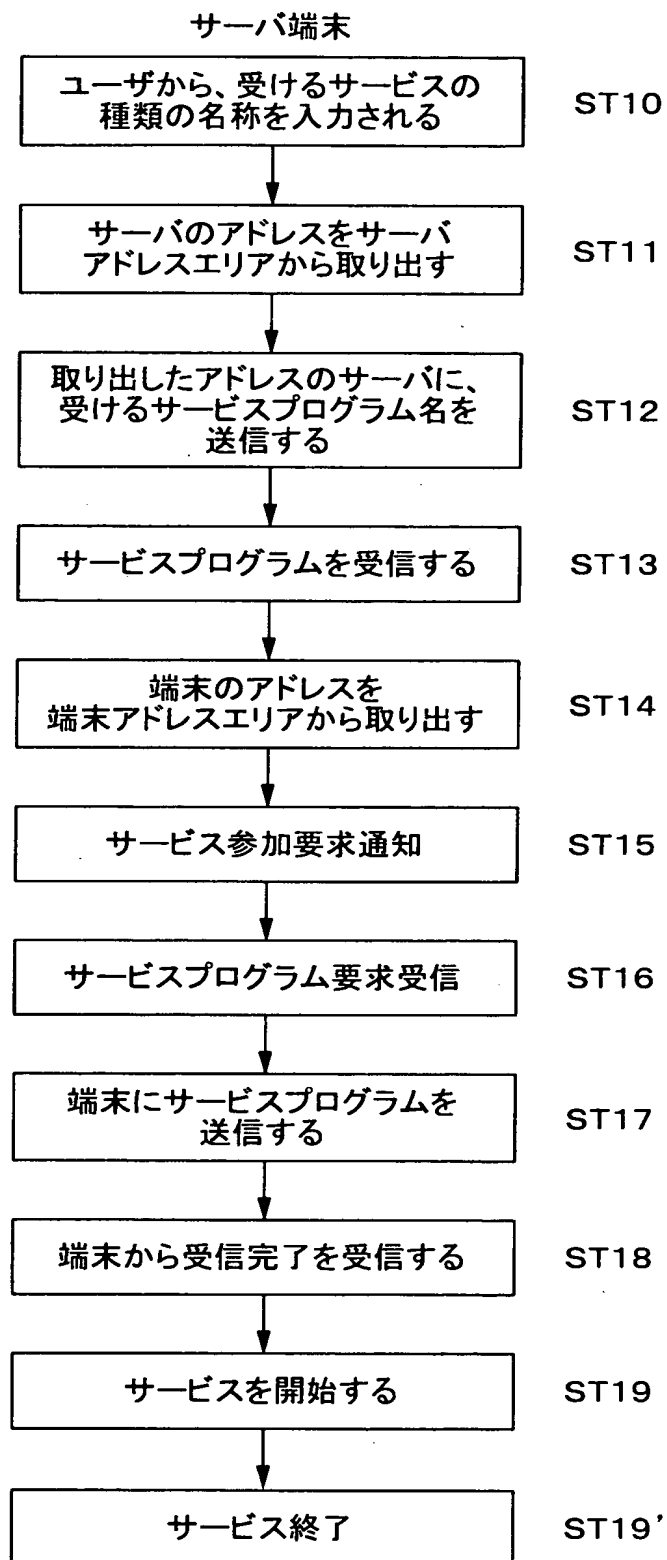 サーバ端末
ユーザから、受けるサービスの
種類の名称を入力される
ST10
サーバのアドレスをサーバ
アドレスエリアから取り出す
ST11
取り出したアドレスのサーバに、
受けるサービスプログラム名を
送信する
ST12
サービスプログラムを受信する
ST13
端末のアドレスを
端末アドレスエリアから取り出す
ST14
サービス参加要求通知
ST15
サービスプログラム要求受信
ST16
端末にサービスプログラムを
送信する
ST17
端末から受信完了を受信する
ST18
サービスを開始する
ST19
サービス終了
ST19'